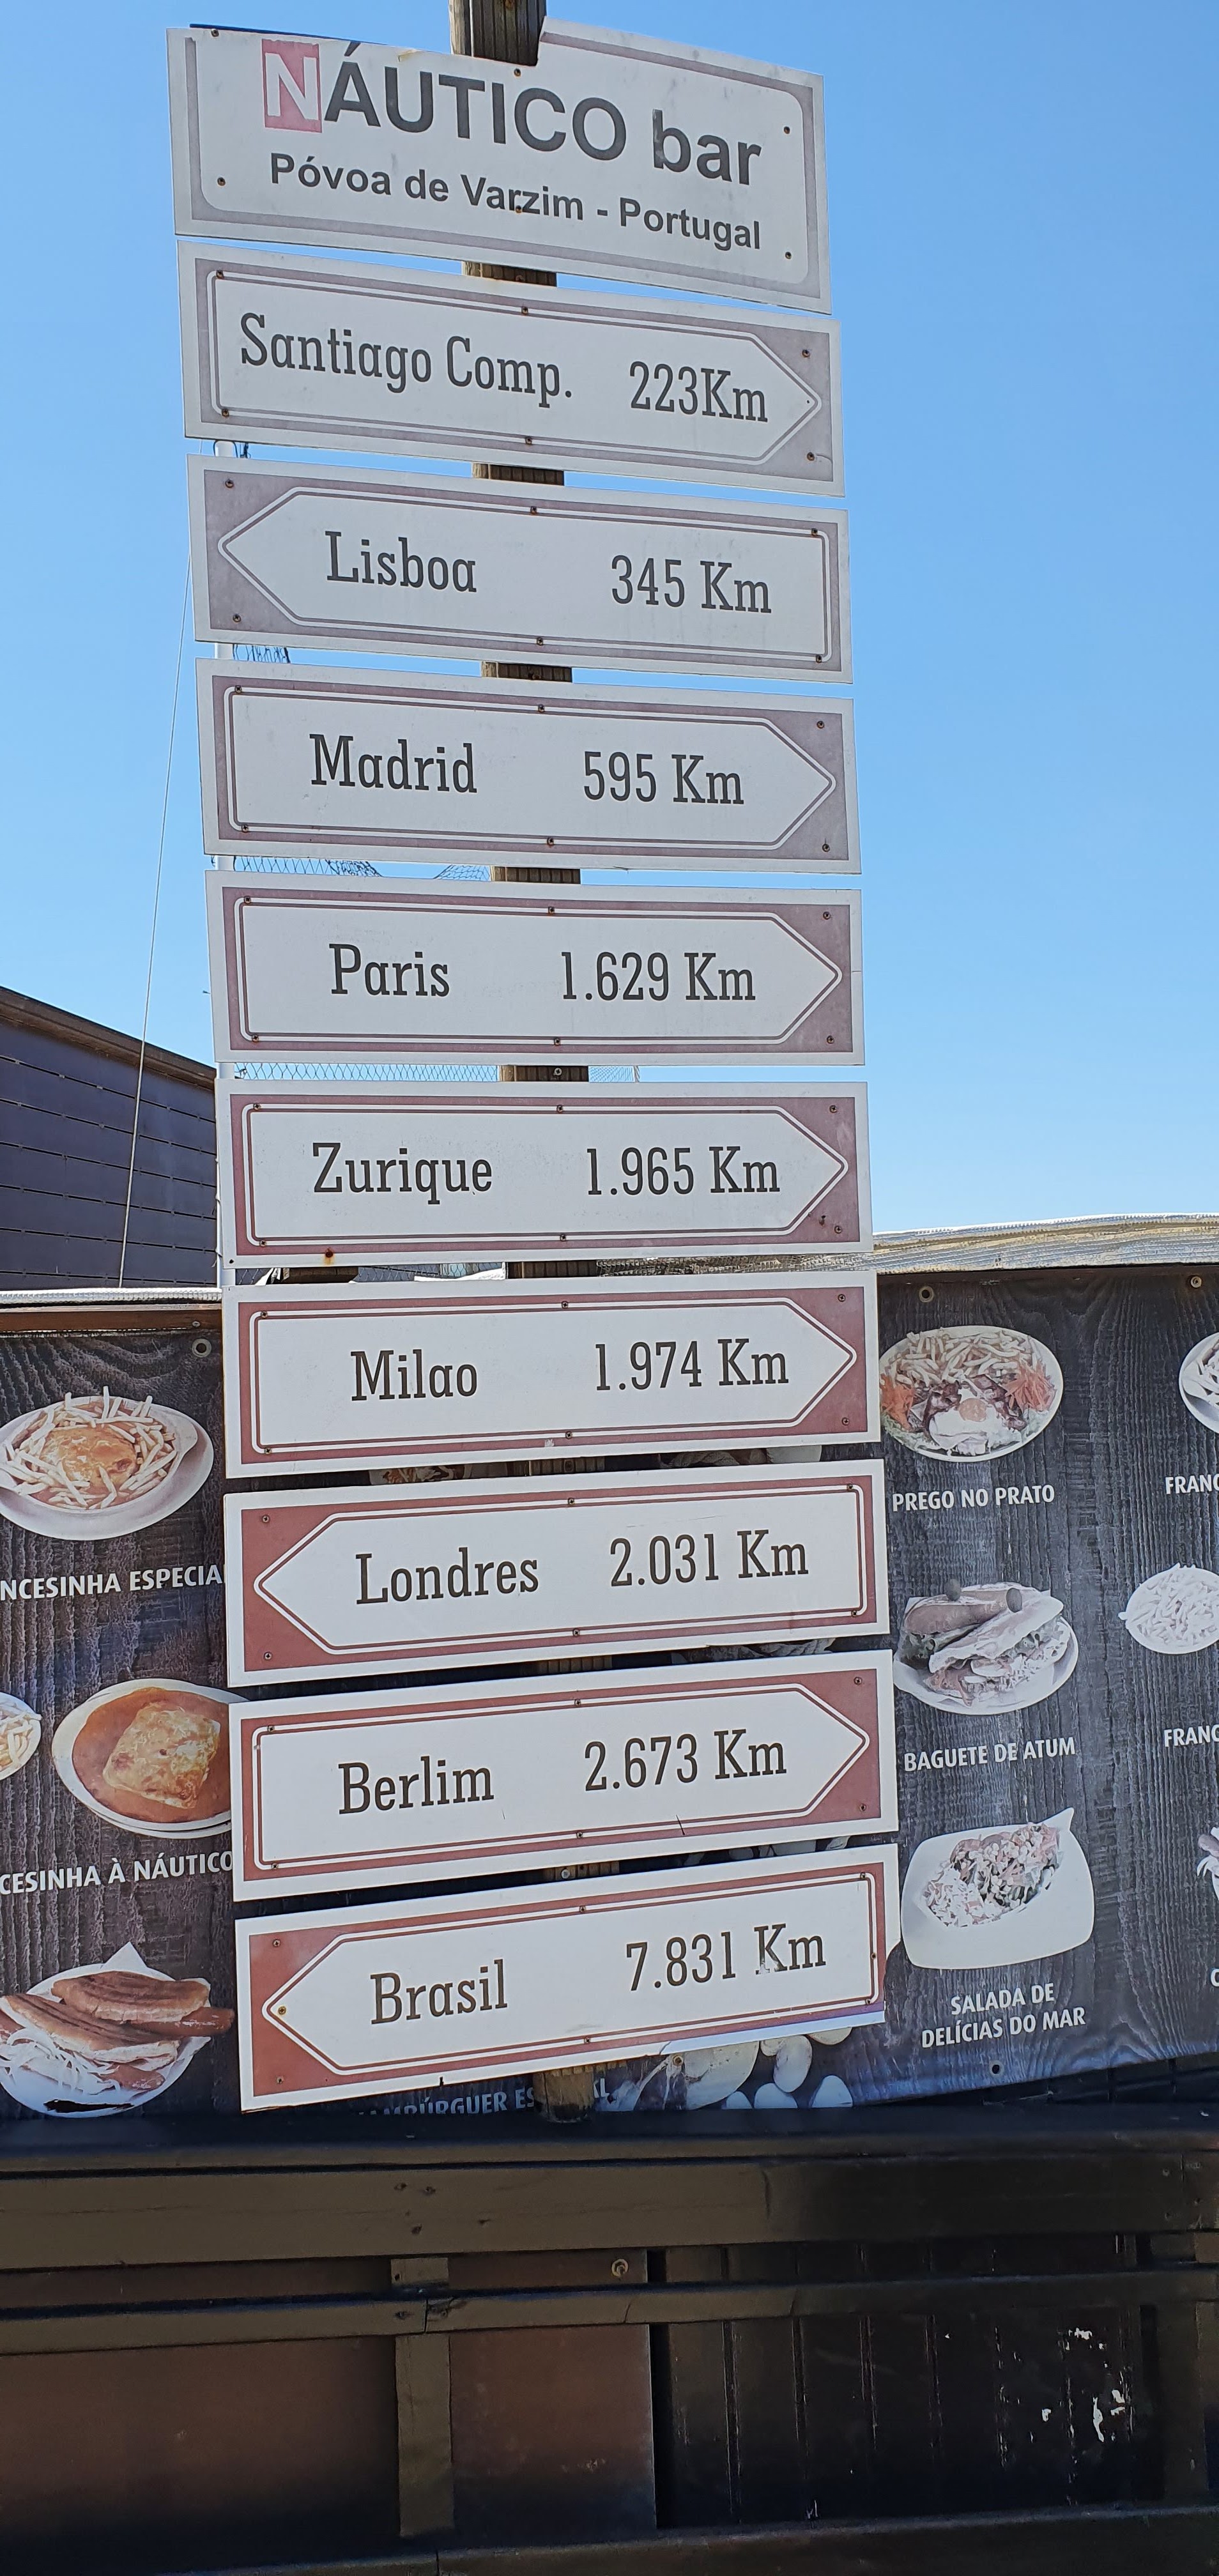 NÁUTICO bar
Póvoa de Varzim - Portugal
Santiago Comp. 223Km
Lisboa 345 Km
Madrid 595 Km
Paris 1.629 Km
Zurique 1.965 Km
Milao 1.974 Km
Londres 2.031 Km
Berlim 2.673 Km
Brasil 7.831 Km
NCESINHA ESPECIA
CESINHA À NÁUTICO
PREGO NO PRATO
FRANC
BAGUETE DE ATUM
FRANC
SALADA DE
DELÍCIAS DO MAR